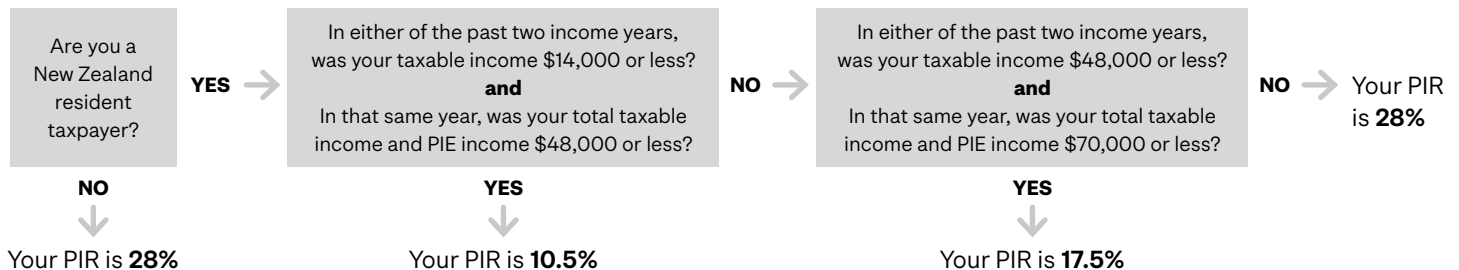 Are you a
New Zealand
resident
taxpayer?
YES
NO
Your PIR is 28%
In either of the past two income years,
was your taxable income $14,000 or less?
and
In that same year, was your total taxable
income and PIE income $48,000 or less?
NO
YES
Your PIR is 10.5%
In either of the past two income years,
was your taxable income $48,000 or less?
and
In that same year, was your total taxable
income and PIE income $70,000 or less?
NO
YES
Your PIR is 17.5%
Your PIR
is 28%